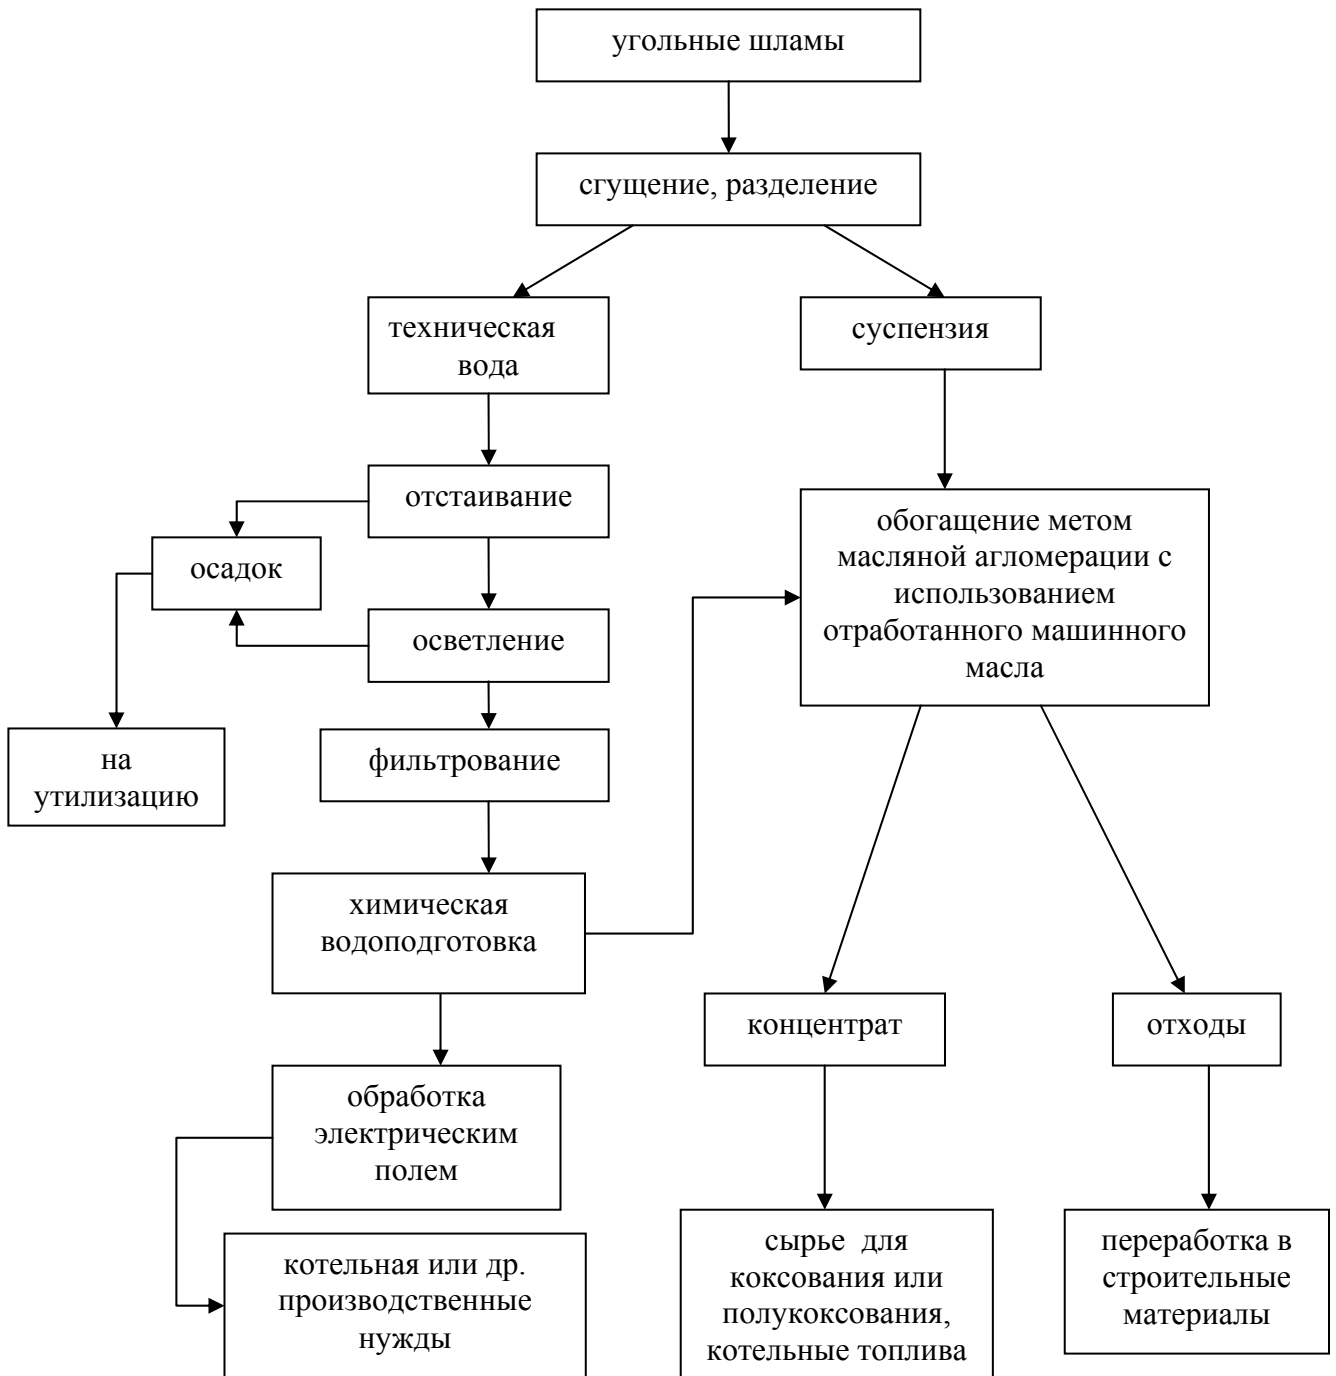 угольные шламы
сгущение, разделение
техническая
вода
суспензия
отстаивание
обогащение метом
масляной агломерации с
использованием
отработанного машинного
масла
осадок
осветление
на
утилизацию
фильтрование
химическая
водоподготовка
концентрат
отходы
обработка
электрическим
полем
котельная или др.
производственные
нужды
сырье для
коксования или
полукоксования,
котельные топлива
переработка в
строительные
материалы